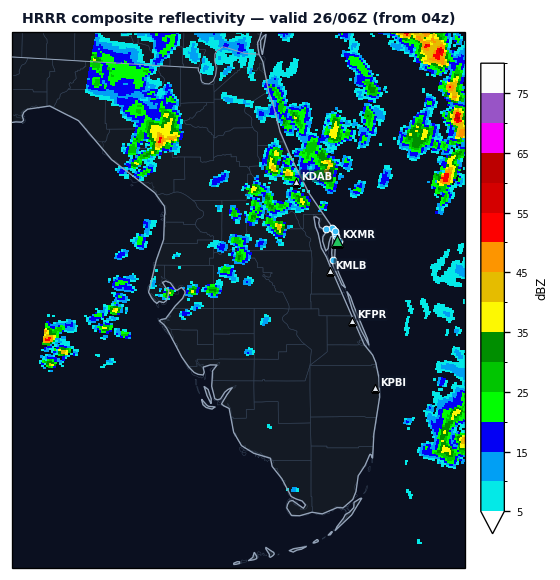 HRRR composite reflectivity — valid 26/06Z (from 04z)
75
65
55
45
35
25
15
5
dBZ
KDAB
KXMR
KMLB
KFPR
KPBI